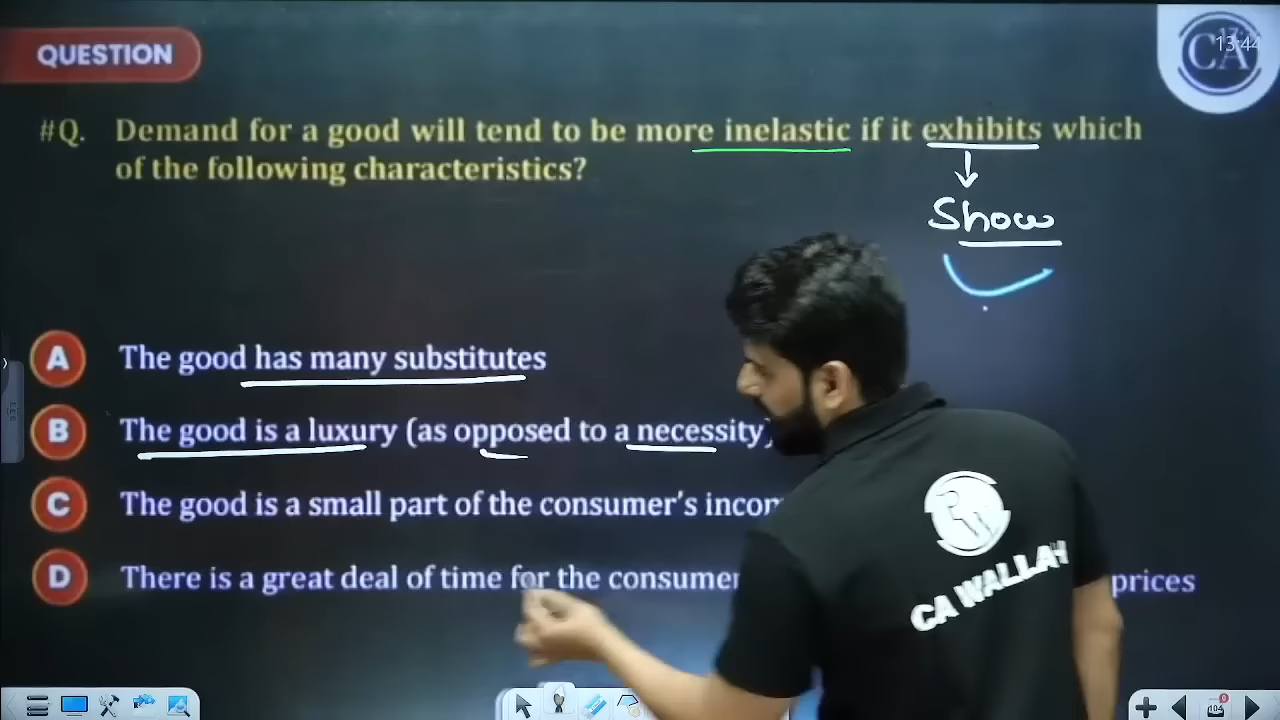 QUESTION
CA
13:44
#Q. Demand for a good will tend to be more inelastic if it exhibits which
of the following characteristics?
Show
A The good has many substitutes
B The good is a luxury (as opposed to a necessity)
C The good is a small part of the consumer's
D There is a great deal of time for the prices
CA WALLAH